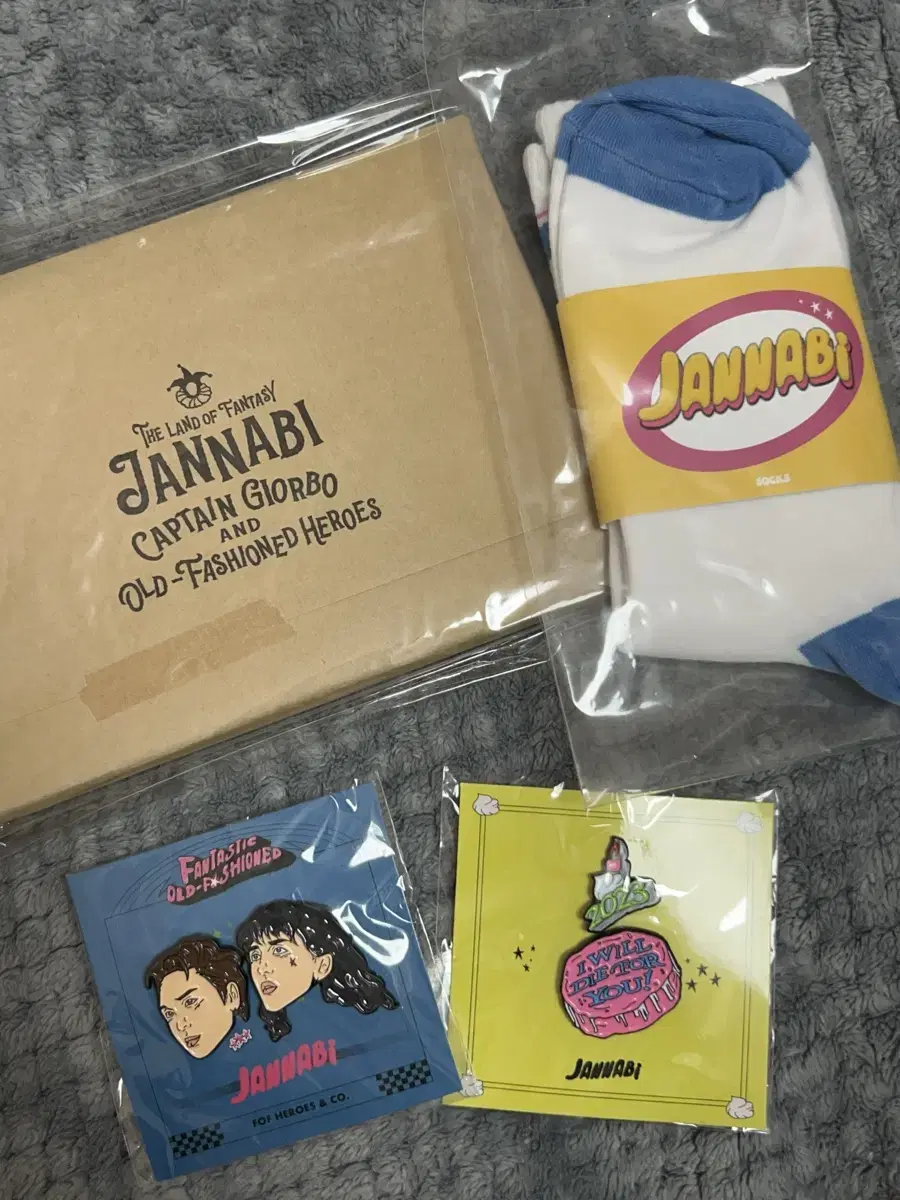 THE LAND OF FANTASY
JANNABI
CAPTAIN GIORBO
AND
OLD-FASHIONED HEROES
JANNABi
SOCKS
FANTASTIC
OLD-FASHIONED
JANNABi
FOF HEROES & CO.
2023
I WILL
DIE FOR
YOU!
JANNABi